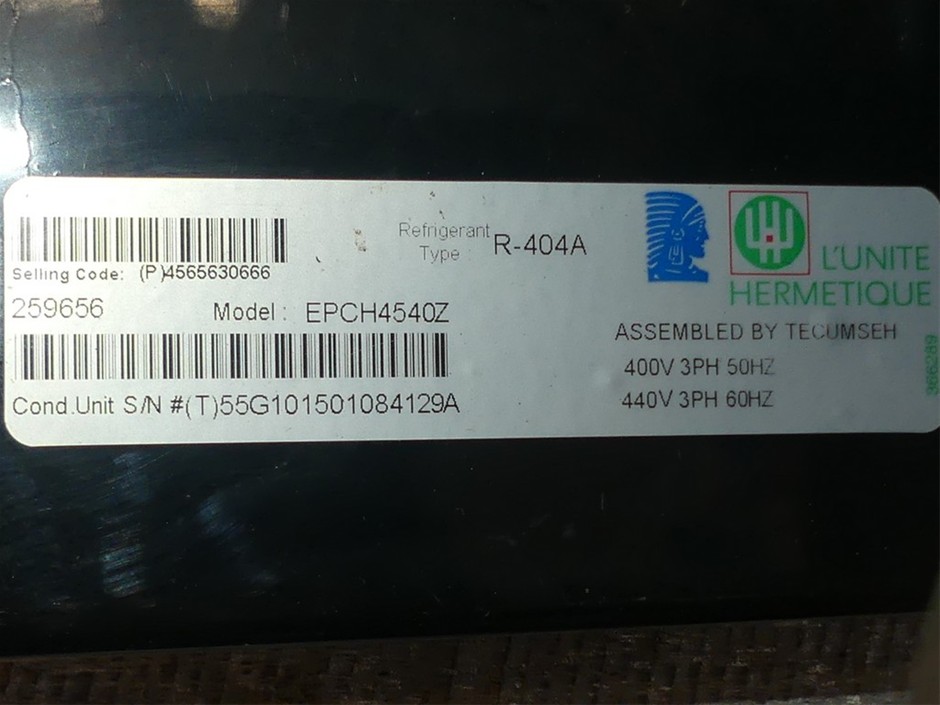 Selling Code: (P)4565630666
259656 Model: EPCH4540Z
Cond.Unit S/N #(T)55G101501084129A
Refrigerant
Type R-404A
L'UNITE
HERMETIQUE
ASSEMBLED BY TECUMSEH
400V 3PH 50HZ
440V 3PH 60HZ
366289